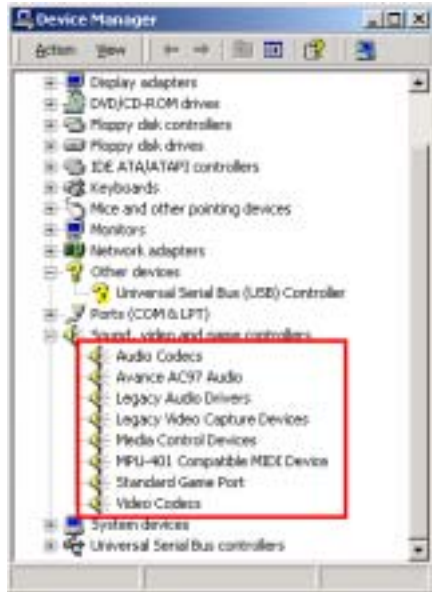 Device Manager
Action View
Display adapters
DVD/CD-ROM drives
Floppy disk controllers
Floppy disk drives
IDE ATA/ATAPI controllers
Keyboards
Mice and other pointing devices
Monitors
Network adapters
Other devices
Universal Serial Bus (USB) Controller
Ports (COM & LPT)
Sound, video and game controllers
Audio Codecs
Avance AC97 Audio
Legacy Audio Drivers
Legacy Video Capture Devices
Media Control Devices
MPU-401 Compatible MIDI Device
Standard Game Port
Video Codecs
System devices
Universal Serial Bus controllers